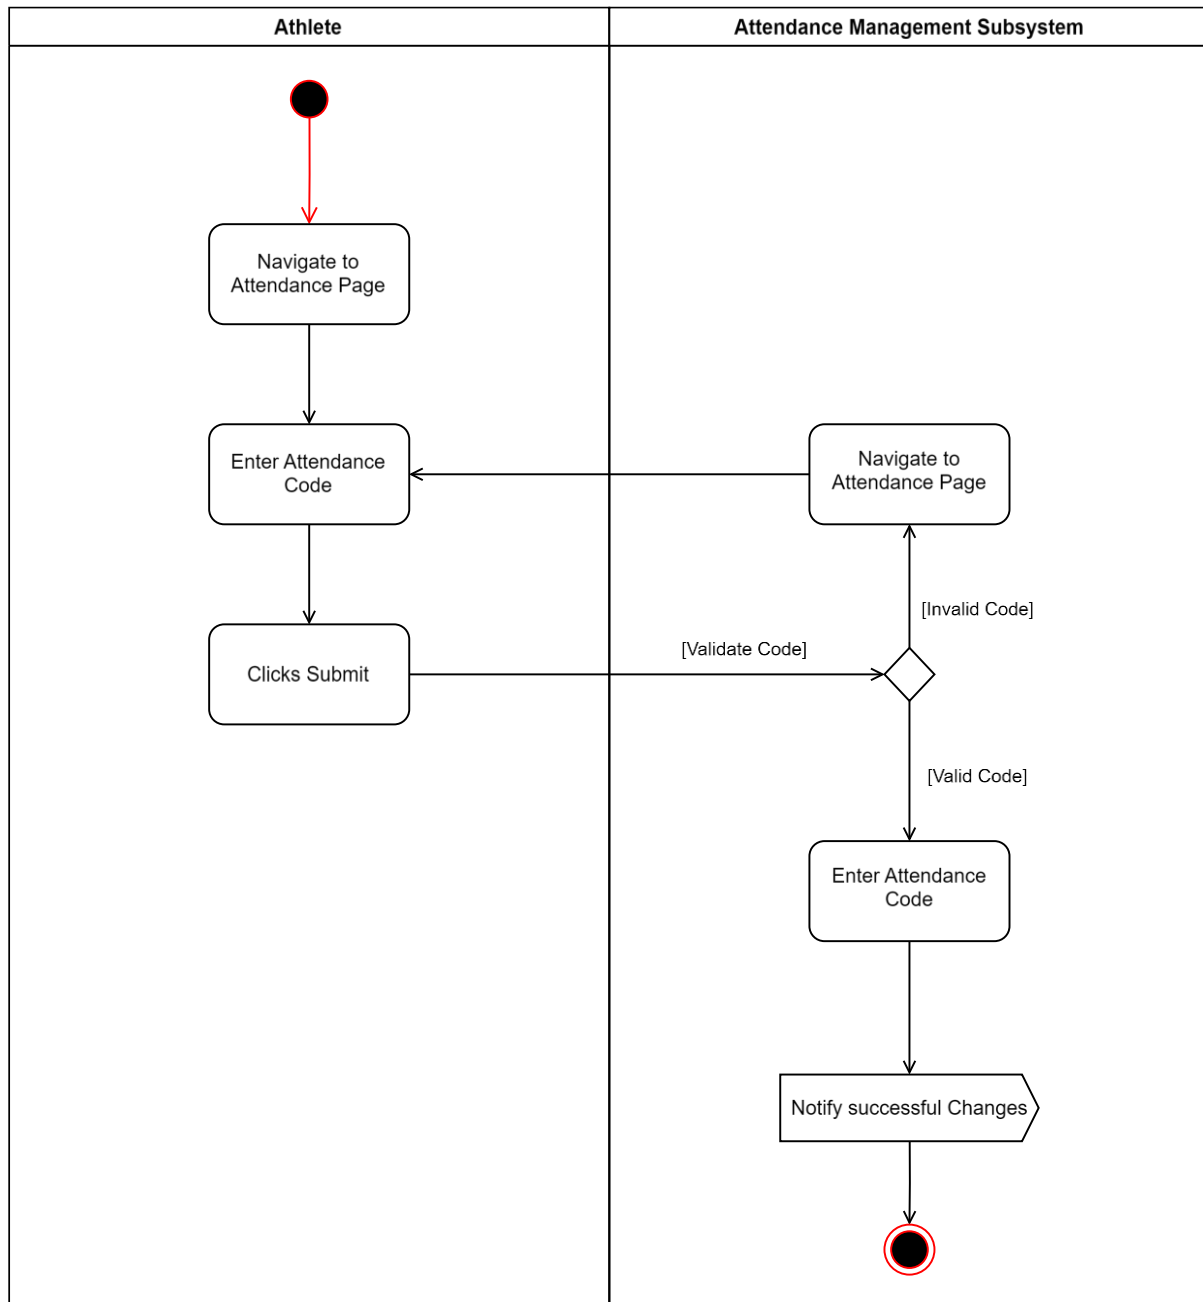 Athlete
Attendance Management Subsystem
Navigate to
Attendance Page
Enter Attendance
Code
Navigate to
Attendance Page
[Invalid Code]
Clicks Submit
[Validate Code]
[Valid Code]
Enter Attendance
Code
Notify successful Changes